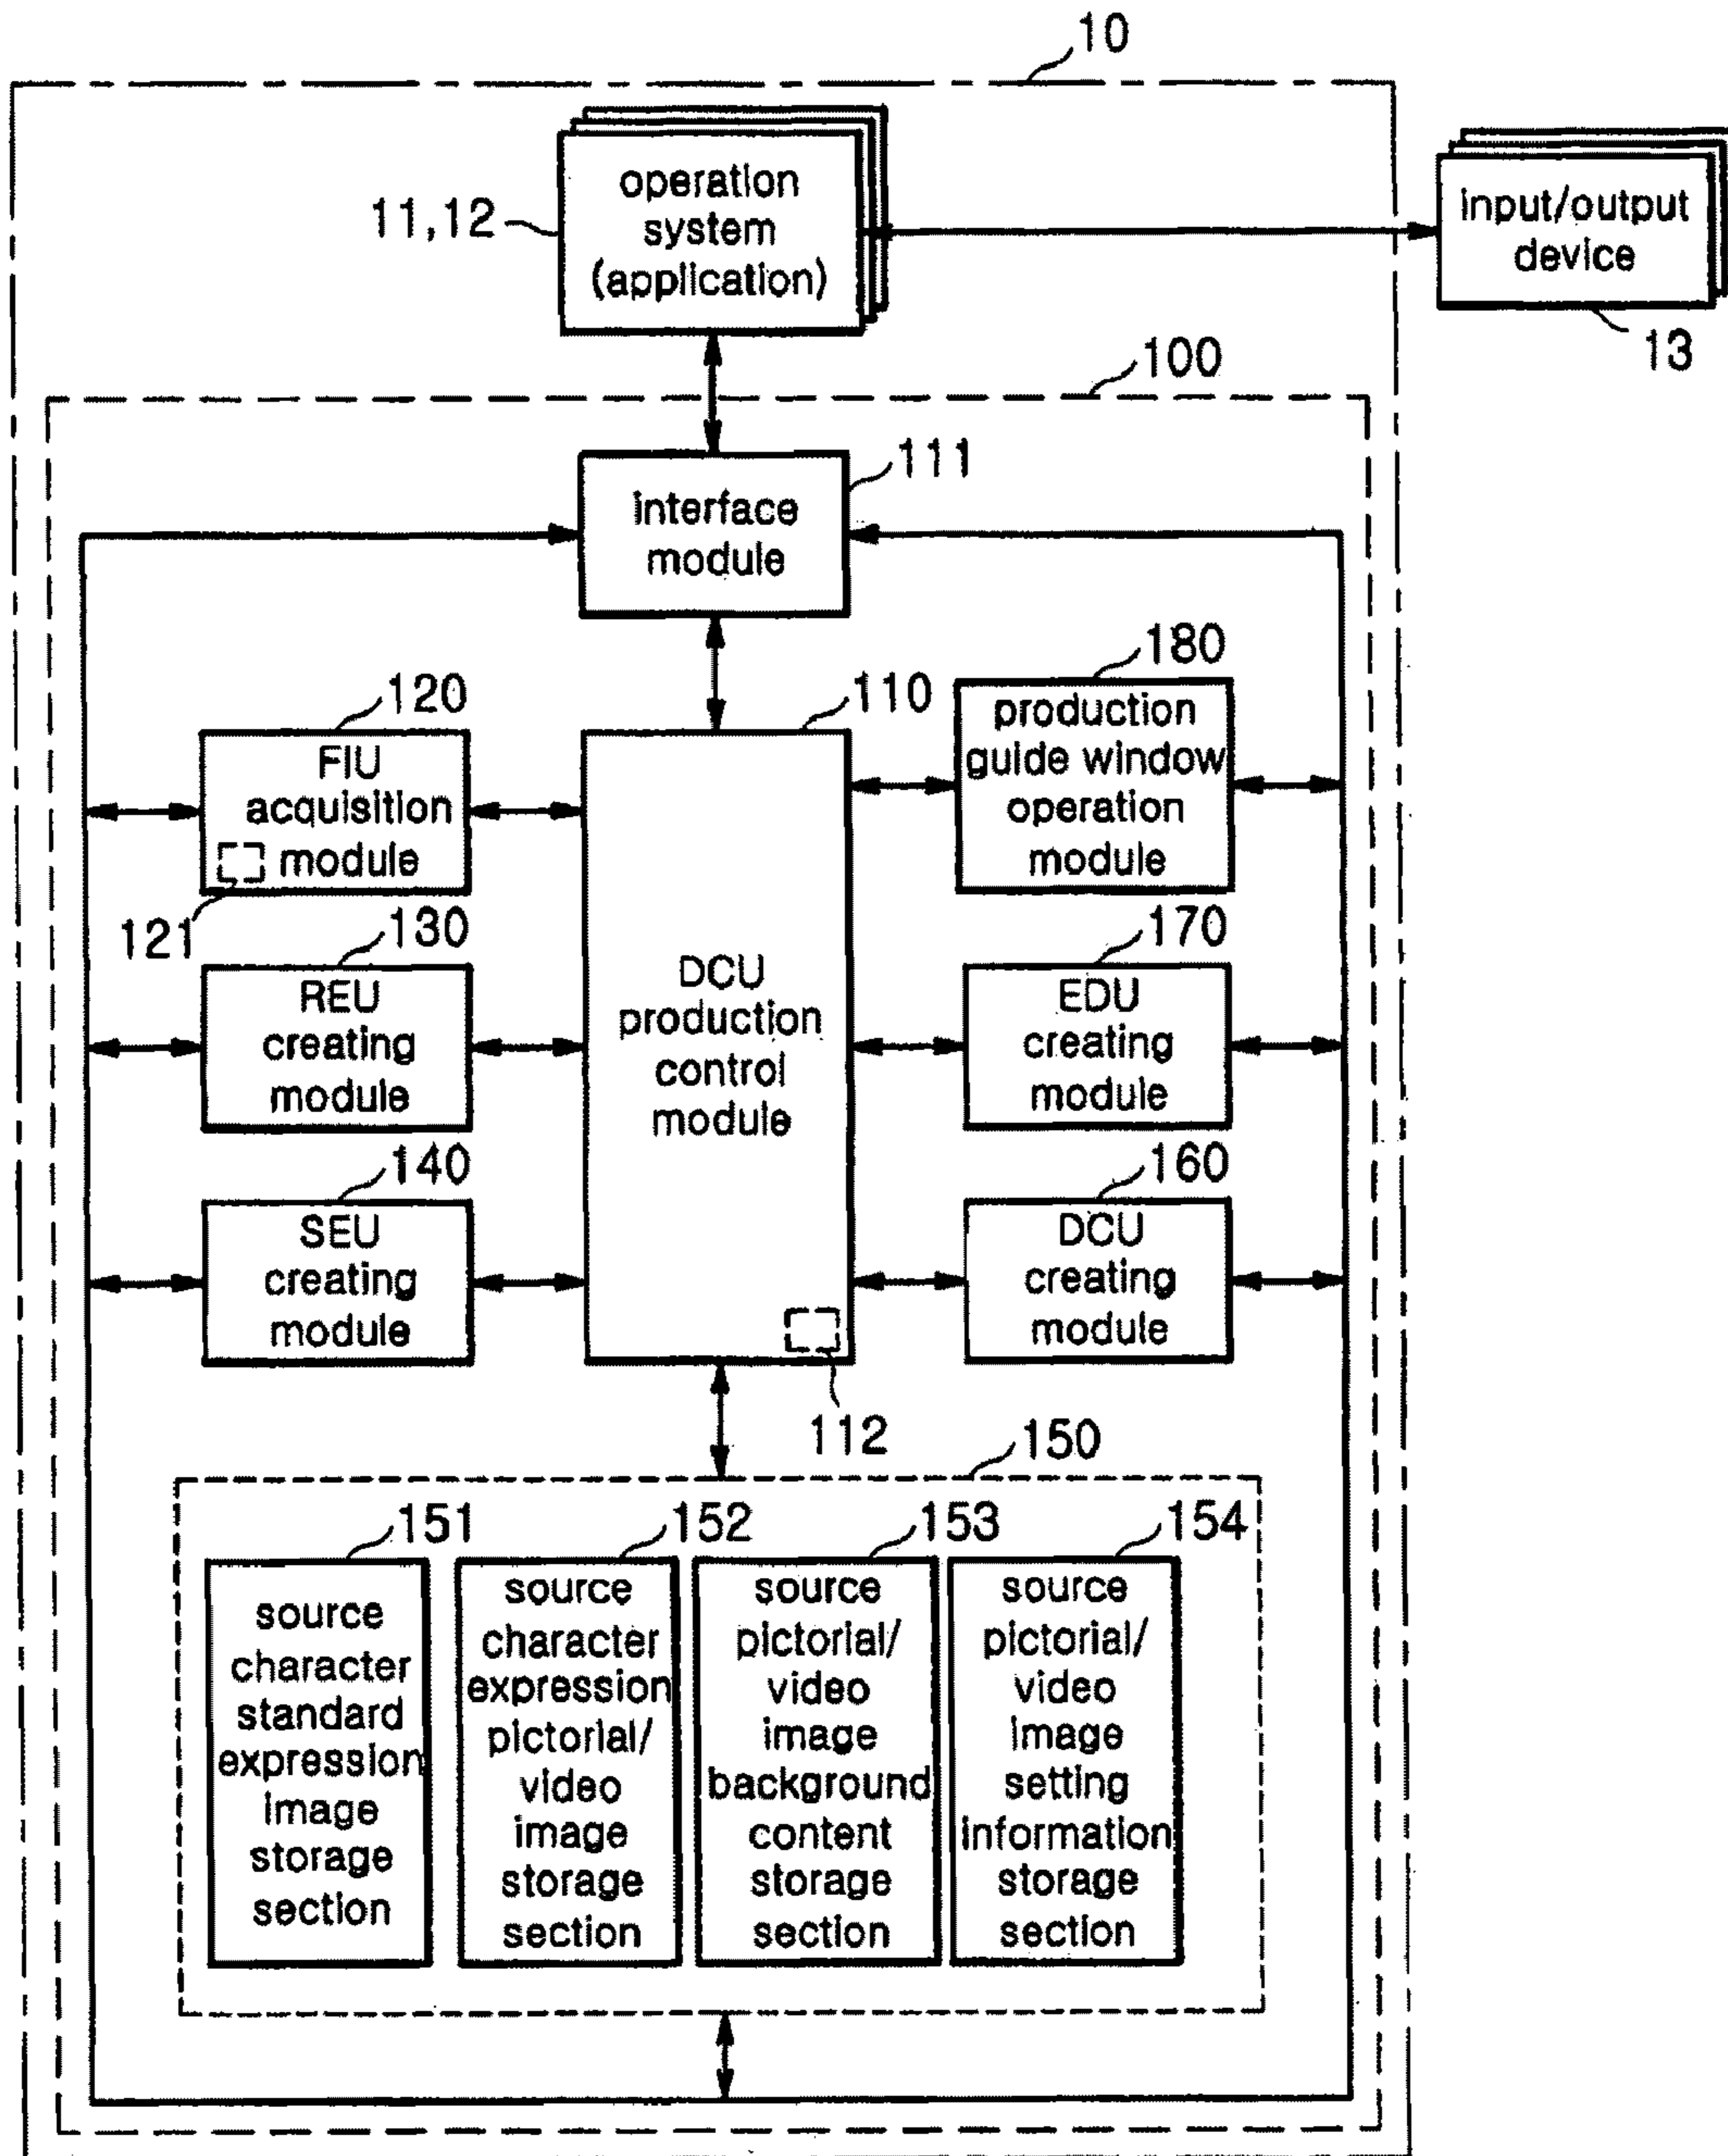 10
operation
system
(application)
11,12
input/output
device
13
100
interface
module
111
120
FIU
acquisition
module
121
110
DCU
production
control
module
112
180
production
guide window
operation
module
130
REU
creating
module
170
EDU
creating
module
140
SEU
creating
module
160
DCU
creating
module
150
151
source
character
standard
expression
image
storage
section
152
source
character
expression
pictorial/
video
image
storage
section
153
source
pictorial/
video
image
background
content
storage
section
154
source
pictorial/
video
image
setting
information
storage
section